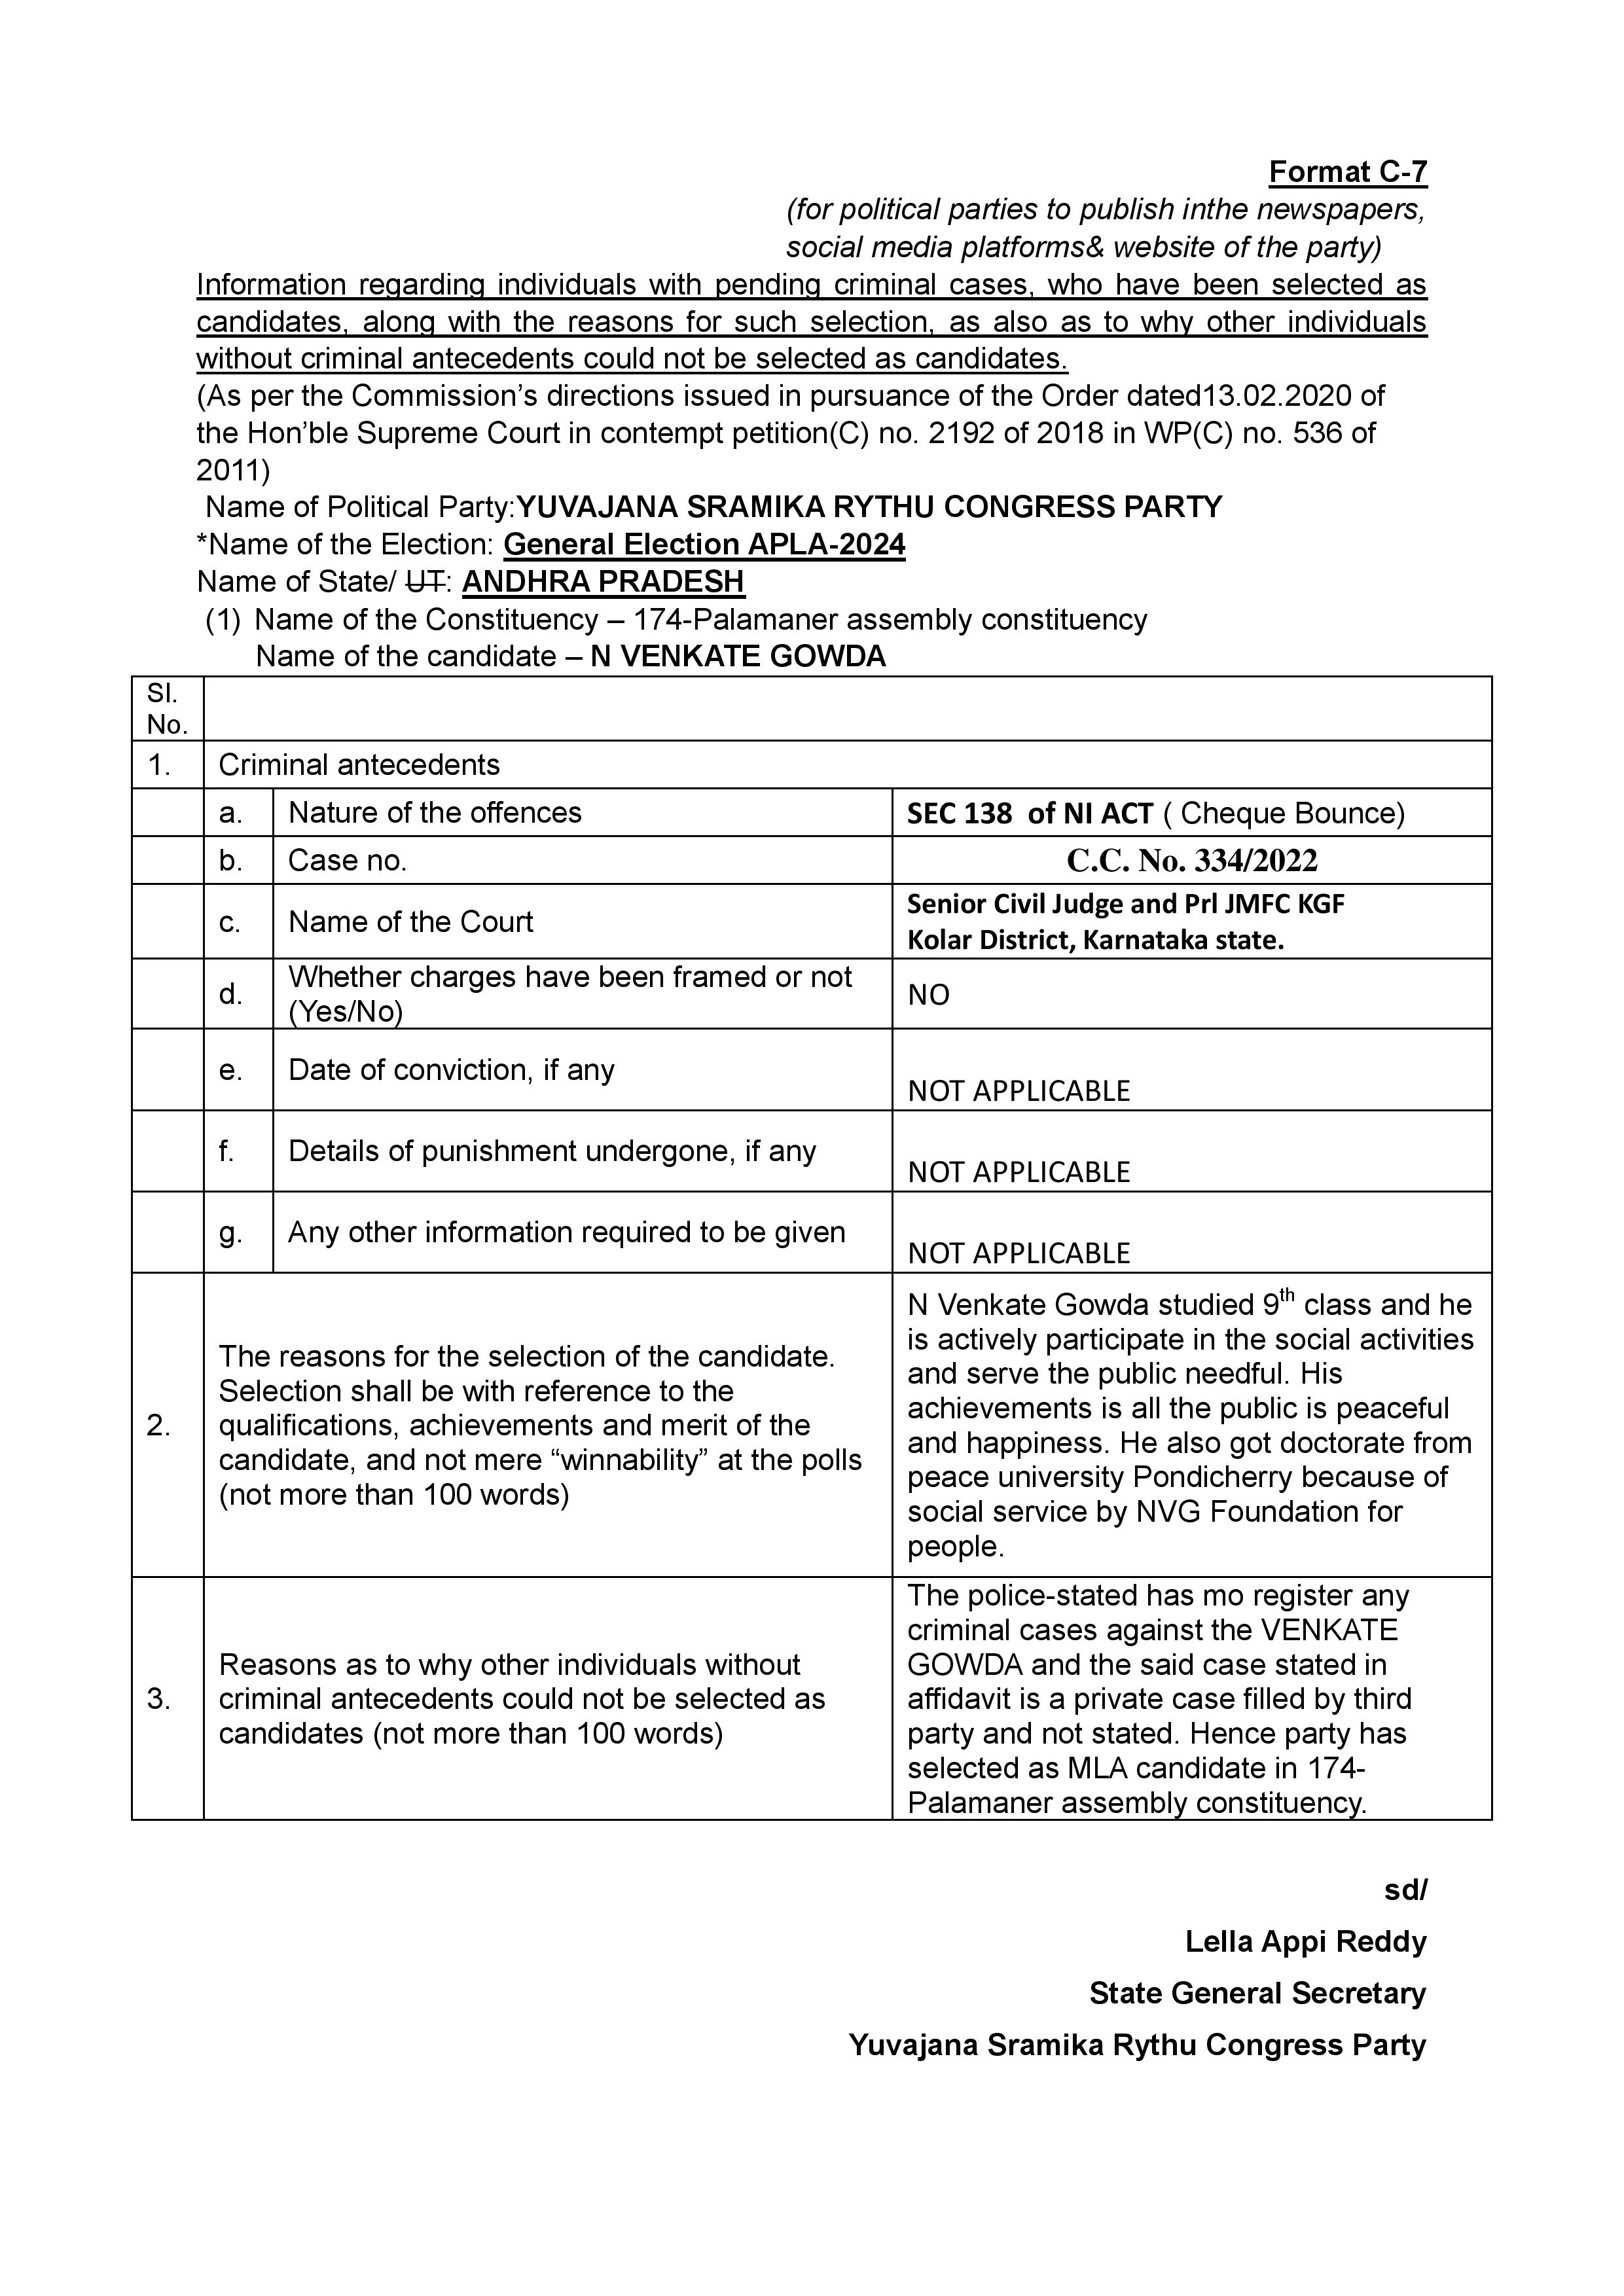 Format C-7
(for political parties to publish inthe newspapers,
social media platforms& website of the party)
Information regarding individuals with pending criminal cases, who have been selected as
candidates, along with the reasons for such selection, as also as to why other individuals
without criminal antecedents could not be selected as candidates.
(As per the Commission’s directions issued in pursuance of the Order dated13.02.2020 of
the Hon’ble Supreme Court in contempt petition(C) no. 2192 of 2018 in WP(C) no. 536 of
2011)
Name of Political Party:YUVAJANA SRAMIKA RYTHU CONGRESS PARTY
*Name of the Election: General Election APLA-2024
Name of State/ UT: ANDHRA PRADESH
(1) Name of the Constituency – 174-Palamaner assembly constituency
Name of the candidate – N VENKATE GOWDA
Sl.
No.
1. Criminal antecedents
a. Nature of the offences SEC 138 of NI ACT ( Cheque Bounce)
b. Case no. C.C. No. 334/2022
c. Name of the Court
Senior Civil Judge and Prl JMFC KGF
Kolar District, Karnataka state.
d.
Whether charges have been framed or not
(Yes/No)
NO
e. Date of conviction, if any
NOT APPLICABLE
f. Details of punishment undergone, if any
NOT APPLICABLE
g. Any other information required to be given
NOT APPLICABLE
2.
The reasons for the selection of the candidate.
Selection shall be with reference to the
qualifications, achievements and merit of the
candidate, and not mere “winnability” at the polls
(not more than 100 words)
N Venkate Gowda studied 9th class and he
is actively participate in the social activities
and serve the public needful. His
achievements is all the public is peaceful
and happiness. He also got doctorate from
peace university Pondicherry because of
social service by NVG Foundation for
people.
3.
Reasons as to why other individuals without
criminal antecedents could not be selected as
candidates (not more than 100 words)
The police-stated has mo register any
criminal cases against the VENKATE
GOWDA and the said case stated in
affidavit is a private case filled by third
party and not stated. Hence party has
selected as MLA candidate in 174-
Palamaner assembly constituency.
sd/
Lella Appi Reddy
State General Secretary
Yuvajana Sramika Rythu Congress Party